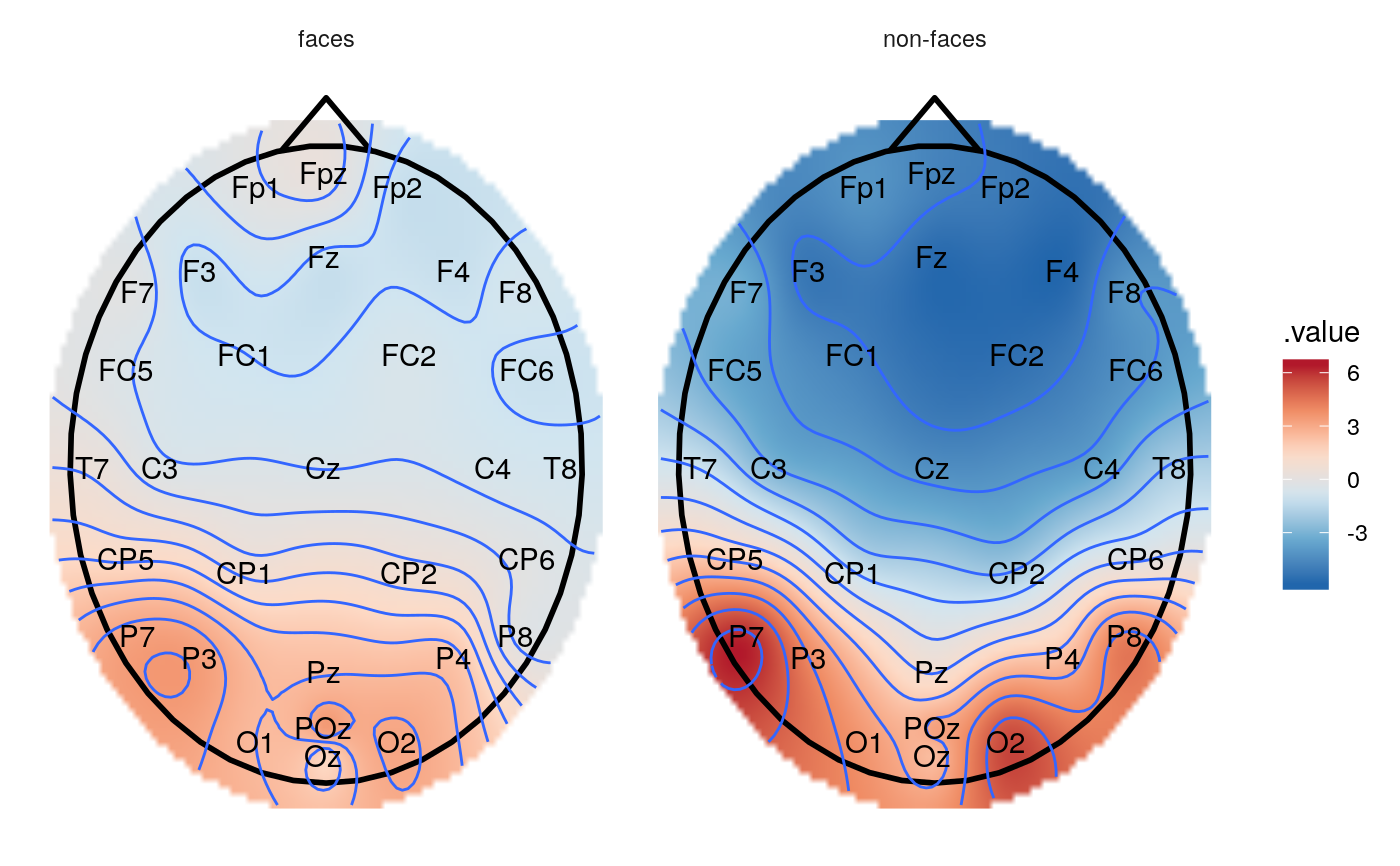 faces
non-faces
Fp1 Fpz Fp2
F7 F3 Fz F4 F8
FC5 FC1 FC2 FC6
T7 C3 Cz C4 T8
CP5 CP1 CP2 CP6
P7 P3 Pz P4 P8
O1 POz O2
Oz
Fp1 Fpz Fp2
F7 F3 Fz F4 F8
FC5 FC1 FC2 FC6
T7 C3 Cz C4 T8
CP5 CP1 CP2 CP6
P7 P3 Pz P4 P8
O1 POz O2
Oz
.value
6
3
0
-3